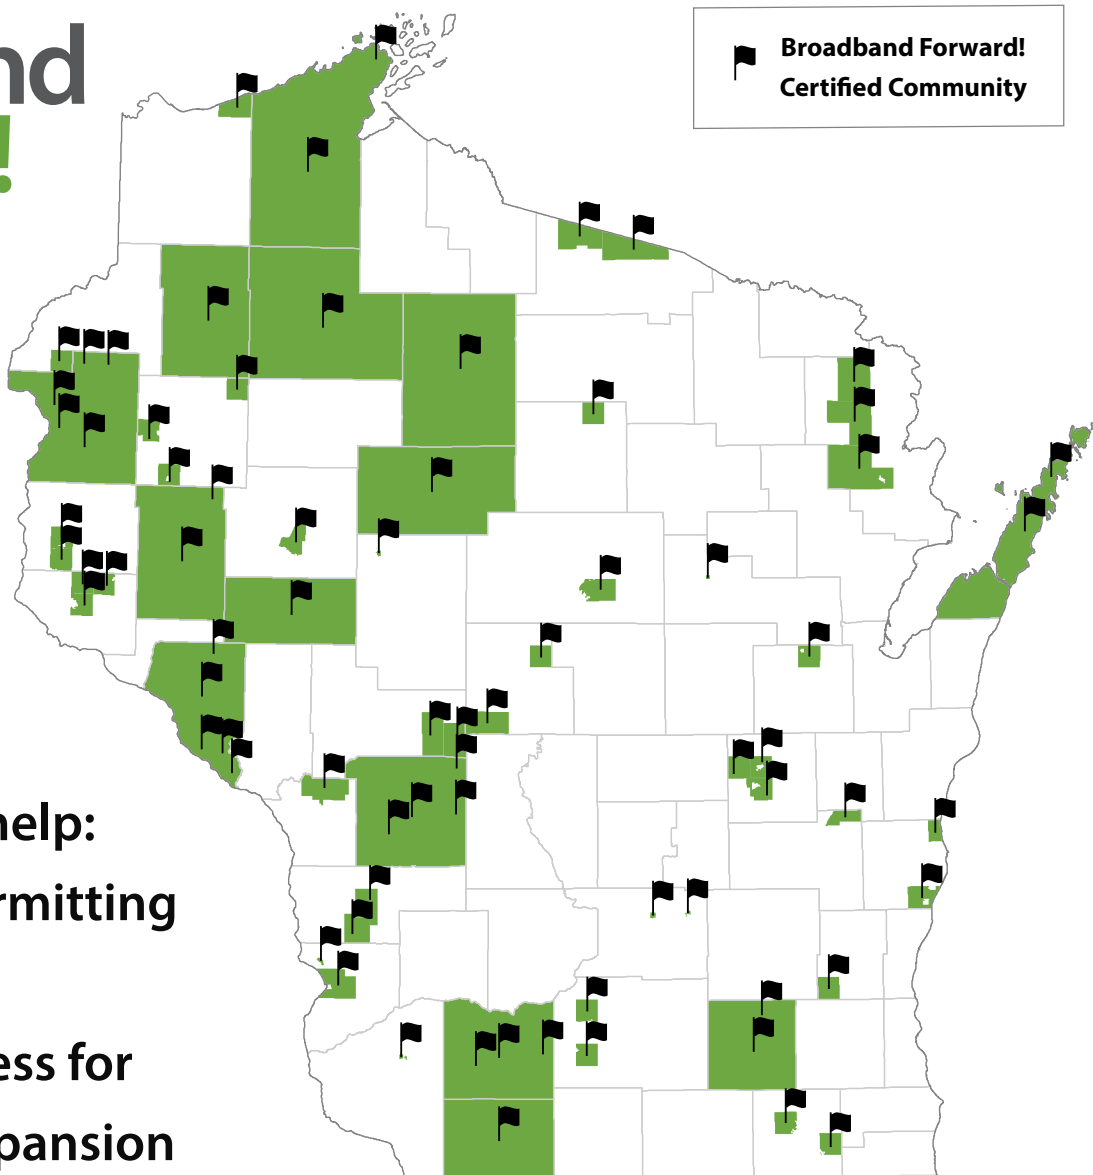 nd
!
Broadband Forward!
Certified Community
help:
rmitting
ess for
pansion